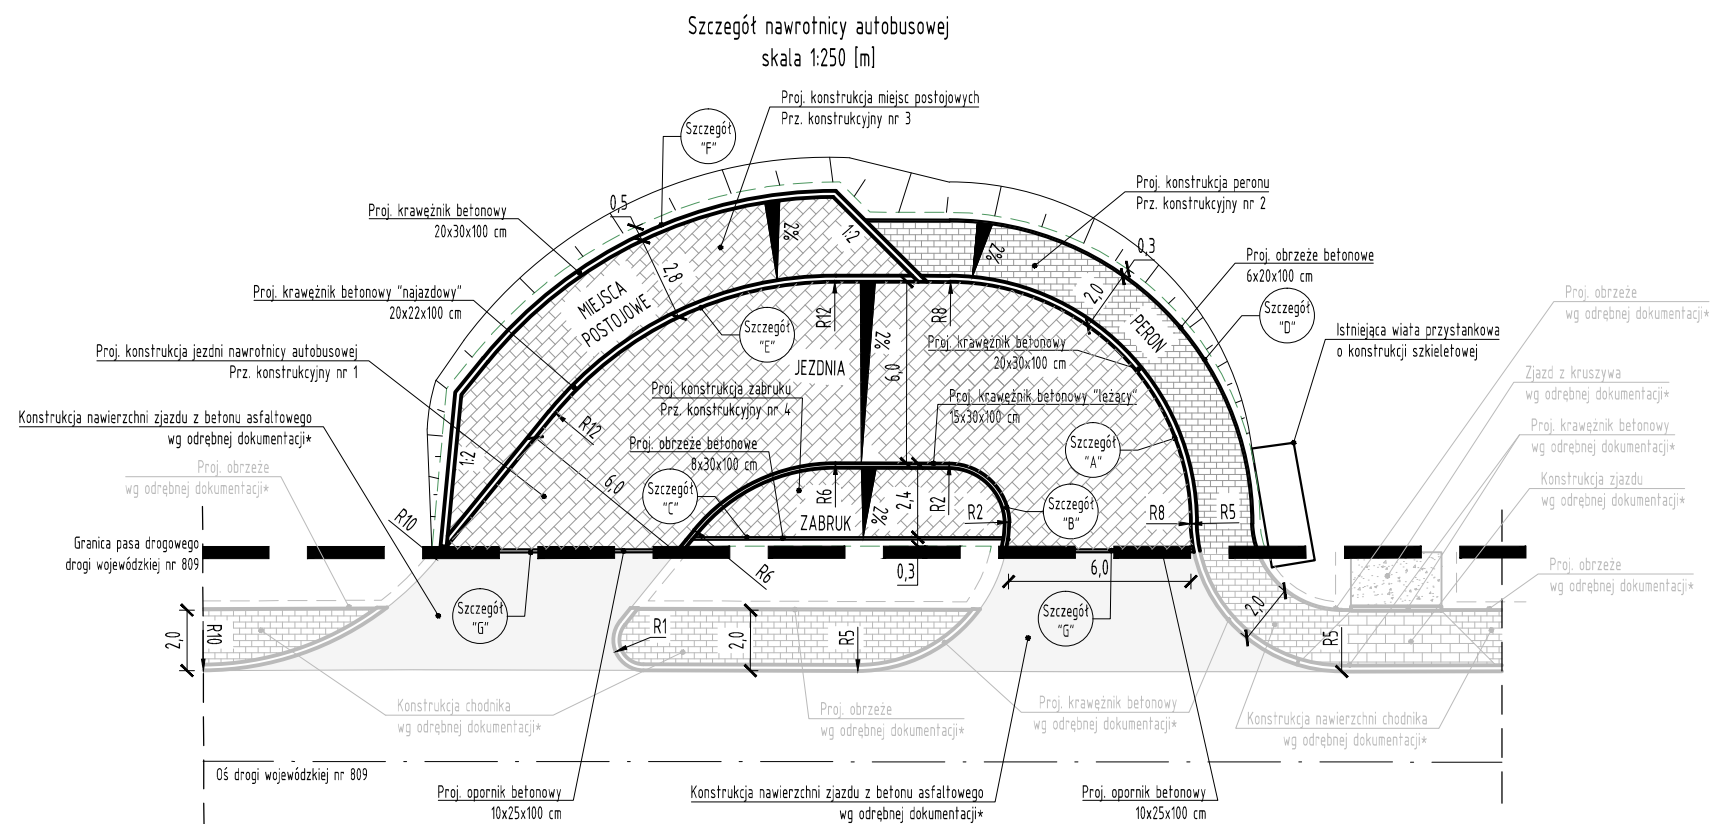 Szczegół nawrotnicy autobusowej
skala 1:250 [m]
Proj. konstrukcja miejsc postojowych
Prz. konstrukcyjny nr 3
Szczegół
"F"
Proj. konstrukcja peronu
Prz. konstrukcyjny nr 2
Proj. krawężnik betonowy
20x30x100 cm
0,5
2%
1:2
2%
0,3
Proj. obrzeże betonowe
6x20x100 cm
Szczegół
"D"
Proj. krawężnik betonowy "najazdowy"
20x22x100 cm
MIEJSCA
POSTOJOWE
2,8
R12
R8
2,0
PERON
Szczegół
"E"
2%
6,0
JEZDNIA
Proj. krawężnik betonowy
20x30x100 cm
Proj. obrzeże
wg odrębnej dokumentacji*
Istniejąca wiata przystankowa
o konstrukcji szkieletowej
Proj. konstrukcja jezdni nawrotnicy autobusowej
Prz. konstrukcyjny nr 1
Proj. konstrukcja zabruku
Prz. konstrukcyjny nr 4
Proj. krawężnik betonowy "leżący"
15x30x100 cm
Zjazd z kruszywa
wg odrębnej dokumentacji*
Konstrukcja nawierzchni zjazdu z betonu asfaltowego
wg odrębnej dokumentacji*
R12
Proj. obrzeże betonowe
8x30x100 cm
Szczegół
"A"
Proj. krawężnik betonowy
wg odrębnej dokumentacji*
Proj. obrzeże
wg odrębnej dokumentacji*
1:2
6,0
Szczegół
"C"
R6
2%
2,4
R2
Szczegół
"B"
Konstrukcja zjazdu
wg odrębnej dokumentacji*
R10
ZABRUK
R2
R8
R5
Granica pasa drogowego
drogi wojewódzkiej nr 809
R6
0,3
6,0
Proj. obrzeże
wg odrębnej dokumentacji*
2,0
R10
Szczegół
"G"
R1
2,0
R5
Szczegół
"G"
2,0
R5
Konstrukcja chodnika
wg odrębnej dokumentacji*
Proj. obrzeże
wg odrębnej dokumentacji*
Proj. krawężnik betonowy
wg odrębnej dokumentacji*
Konstrukcja nawierzchni chodnika
wg odrębnej dokumentacji*
Oś drogi wojewódzkiej nr 809
Proj. opornik betonowy
10x25x100 cm
Konstrukcja nawierzchni zjazdu z betonu asfaltowego
wg odrębnej dokumentacji*
Proj. opornik betonowy
10x25x100 cm